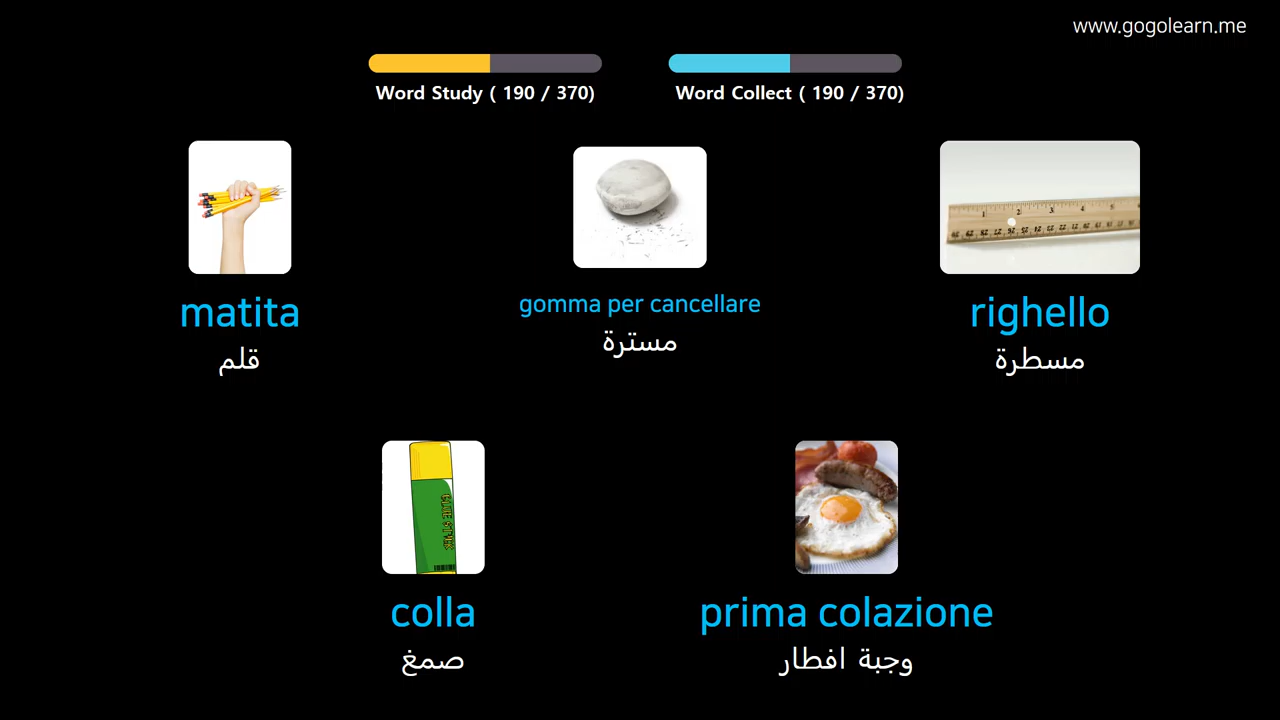 www.gogolearn.me
Word Study ( 190 / 370)
Word Collect ( 190 / 370)
matita
قلم
gomma per cancellare
مسترة
righello
مسطرة
colla
صمغ
prima colazione
وجبة افطار